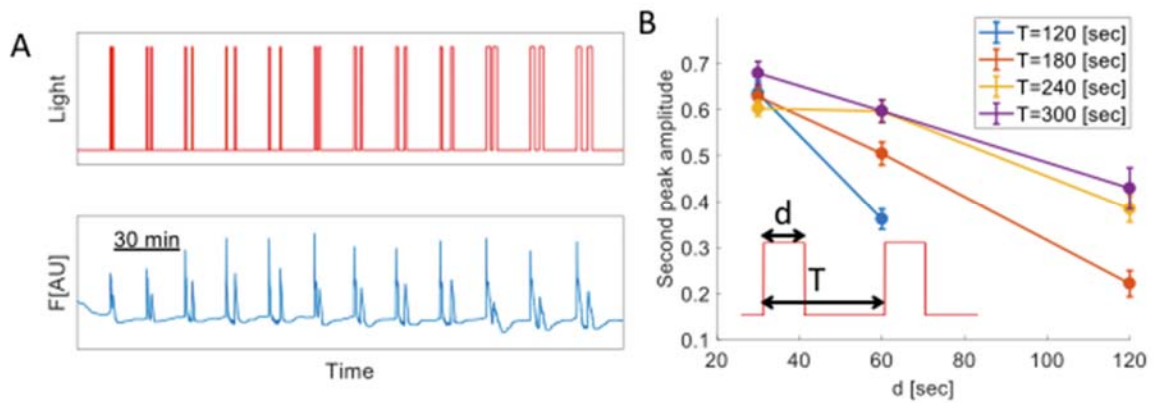 A
Light
30 min
F[AU]
Time
B
T=120 [sec]
T=180 [sec]
T=240 [sec]
T=300 [sec]
Second peak amplitude
0.7
0.6
0.5
0.4
0.3
0.2
0.1
d
T
20
40
60
80
100
120
d [sec]